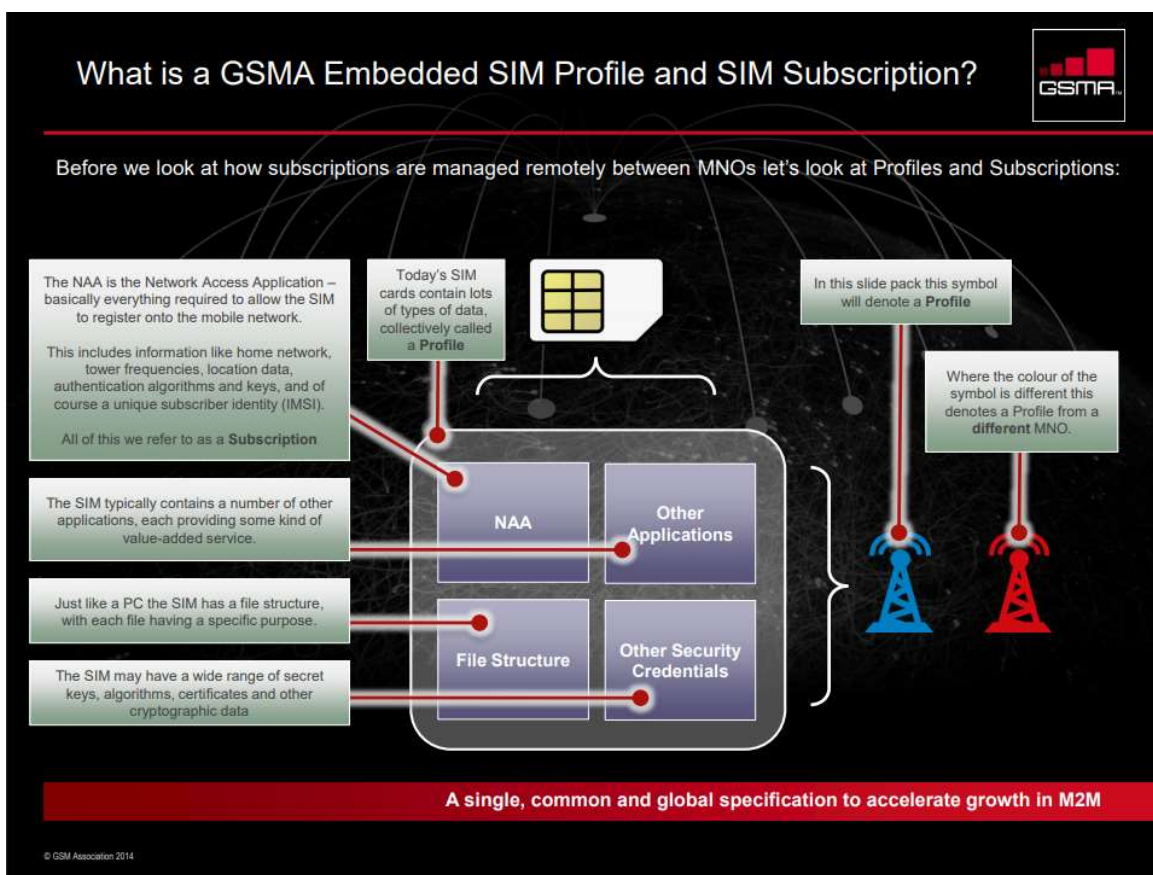 What is a GSMA Embedded SIM Profile and SIM Subscription?
GSMA™
Before we look at how subscriptions are managed remotely between MNOs let's look at Profiles and Subscriptions:
The NAA is the Network Access Application –
basically everything required to allow the SIM
to register onto the mobile network.
This includes information like home network,
tower frequencies, location data,
authentication algorithms and keys, and of
course a unique subscriber identity (IMSI).
All of this we refer to as a Subscription
Today's SIM
cards contain lots
of types of data,
collectively called
a Profile
In this slide pack this symbol
will denote a Profile
Where the colour of the
symbol is different this
denotes a Profile from a
different MNO.
The SIM typically contains a number of other
applications, each providing some kind of
value-added service.
Just like a PC the SIM has a file structure,
with each file having a specific purpose.
The SIM may have a wide range of secret
keys, algorithms, certificates and other
cryptographic data
NAA
Other
Applications
File Structure
Other Security
Credentials
A single, common and global specification to accelerate growth in M2M
© GSM Association 2014